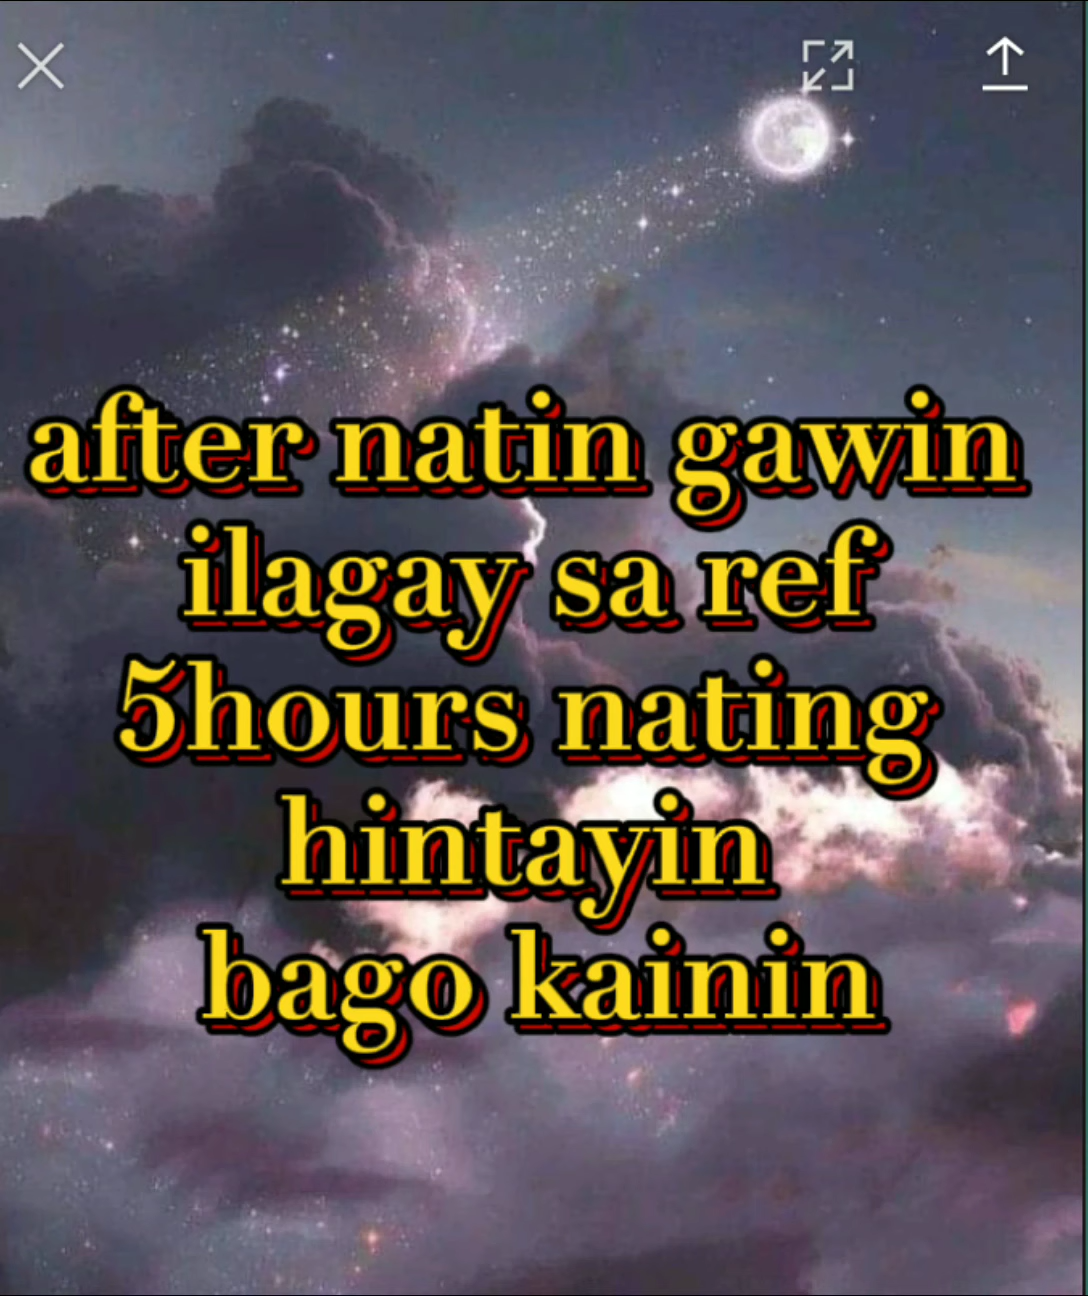 after natin gawin
ilagay sa ref
5hours nating
hintayin
bago kainin